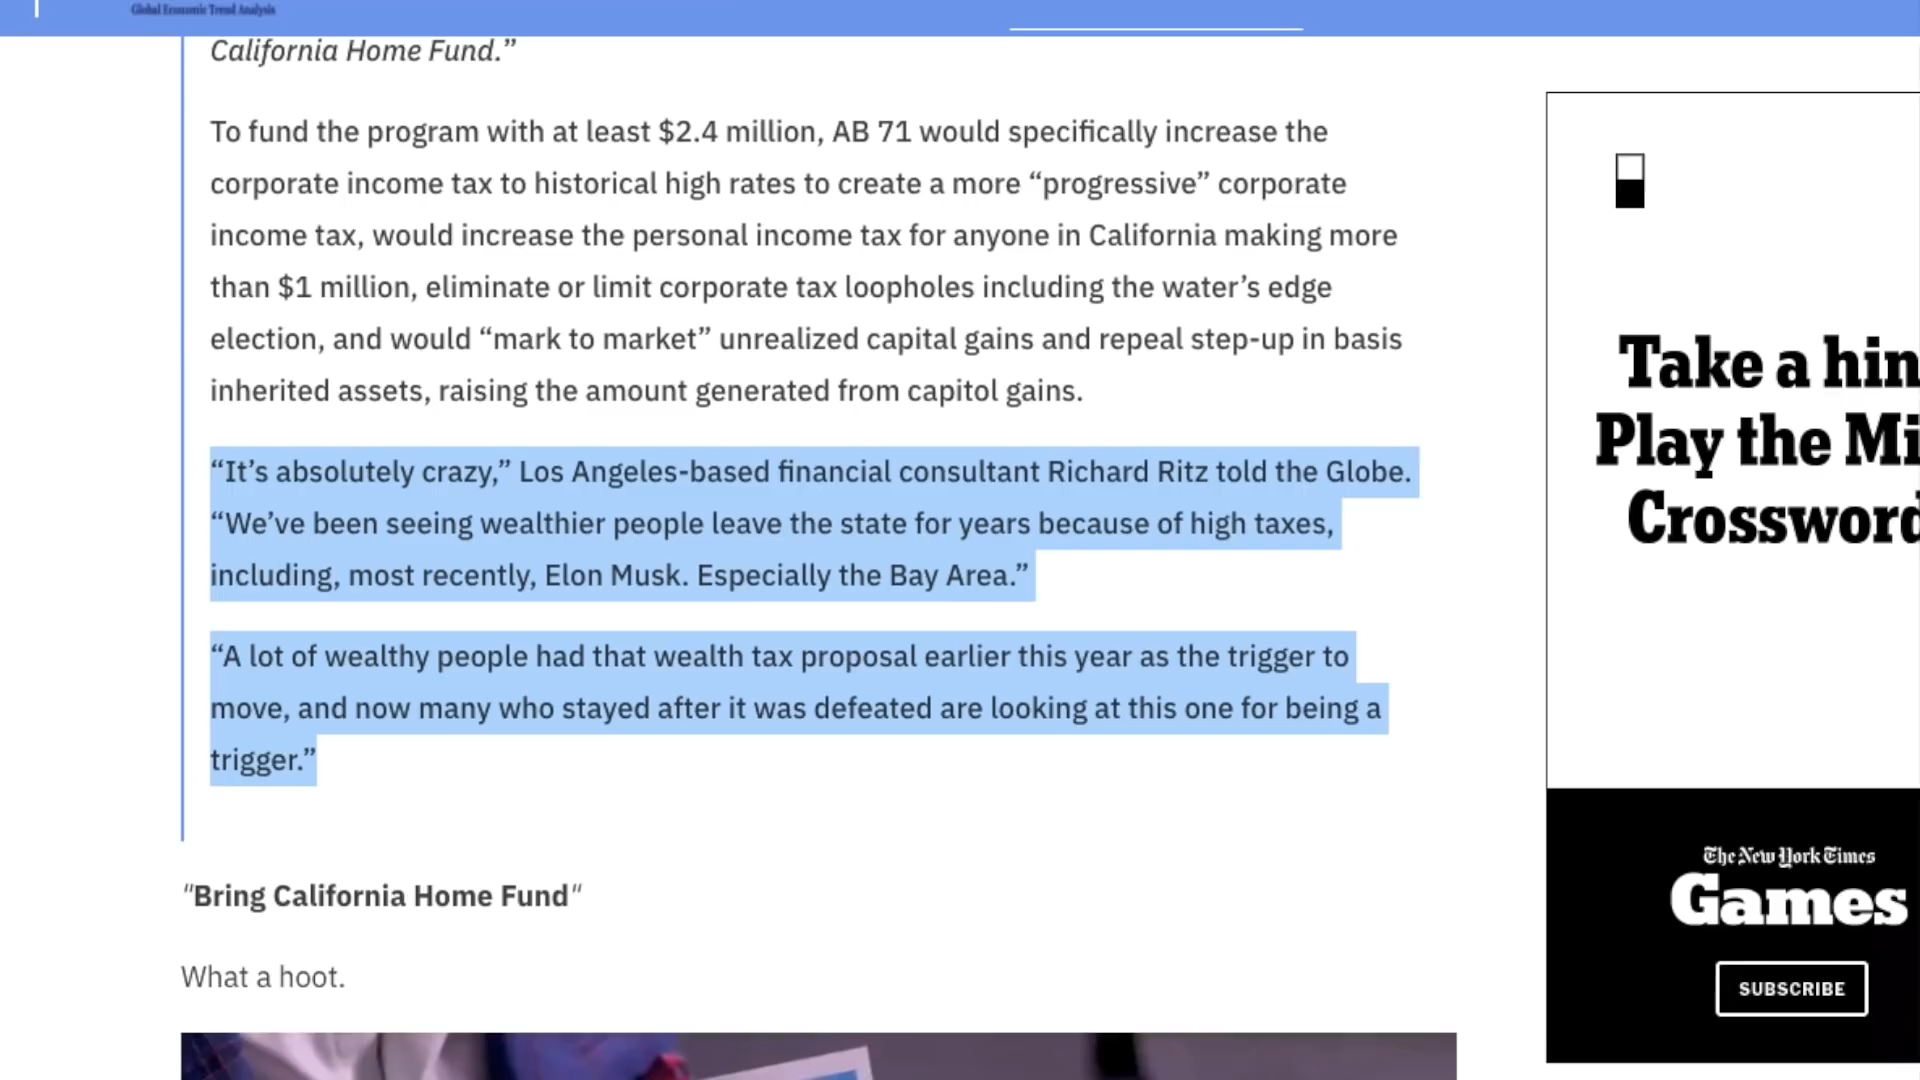 Global Economic Trend Analysis
California Home Fund.”
To fund the program with at least $2.4 million, AB 71 would specifically increase the
corporate income tax to historical high rates to create a more “progressive” corporate
income tax, would increase the personal income tax for anyone in California making more
than $1 million, eliminate or limit corporate tax loopholes including the water’s edge
election, and would “mark to market” unrealized capital gains and repeal step-up in basis
inherited assets, raising the amount generated from capitol gains.
“It’s absolutely crazy,” Los Angeles-based financial consultant Richard Ritz told the Globe.
“We’ve been seeing wealthier people leave the state for years because of high taxes,
including, most recently, Elon Musk. Especially the Bay Area.”
“A lot of wealthy people had that wealth tax proposal earlier this year as the trigger to
move, and now many who stayed after it was defeated are looking at this one for being a
trigger.”
“Bring California Home Fund“
What a hoot.
Take a hin
Play the Mi
Crossword
The New York Times
Games
SUBSCRIBE